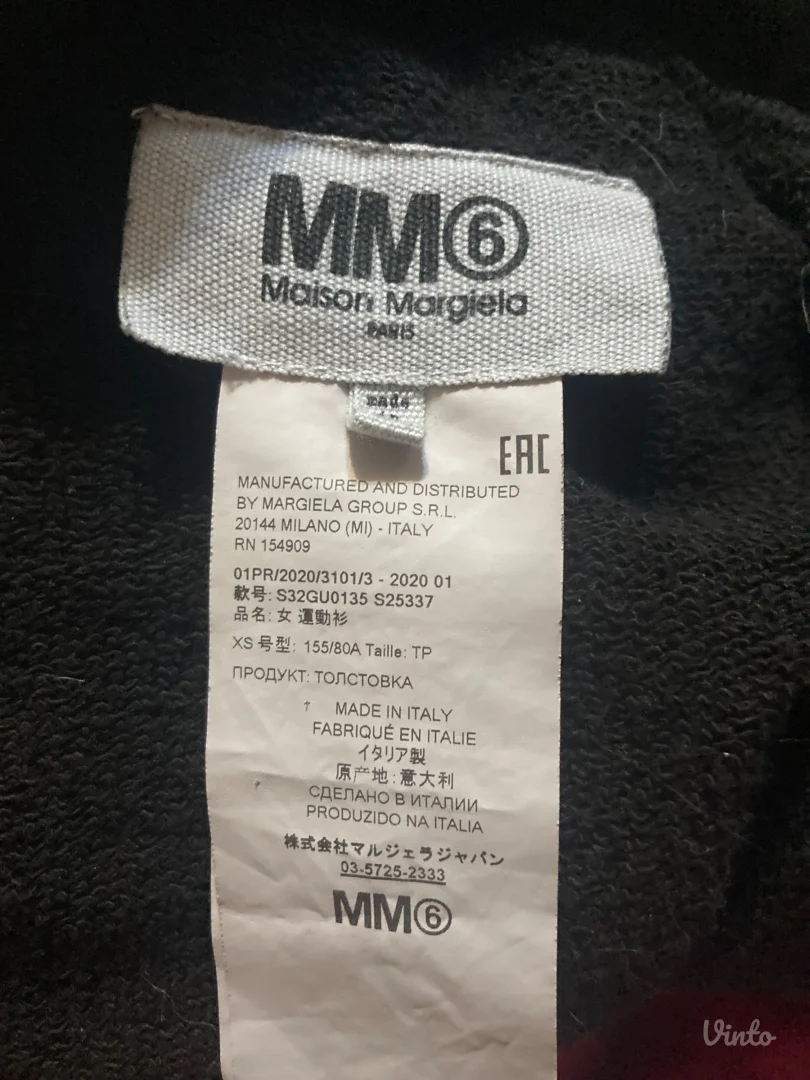 MM⑥
Maison Margiela
PARIS
made
EAC
MANUFACTURED AND DISTRIBUTED
BY MARGIELA GROUP S.R.L.
20144 MILANO (MI) - ITALY
RN 154909
01PR/2020/3101/3 - 2020 01
款号: S32GU0135 S25337
品名: 女 運動衫
XS 号型: 155/80A Taille: TP
ПРОДУКТ: ТОЛСТОВКА
MADE IN ITALY
FABRIQUÉ EN ITALIE
イタリア製
原产地: 意大利
СДЕЛАНО В ИТАЛИИ
PRODUZIDO NA ITALIA
株式会社マルジェラジャパン
03-5725-2333
MM⑥
Vinto